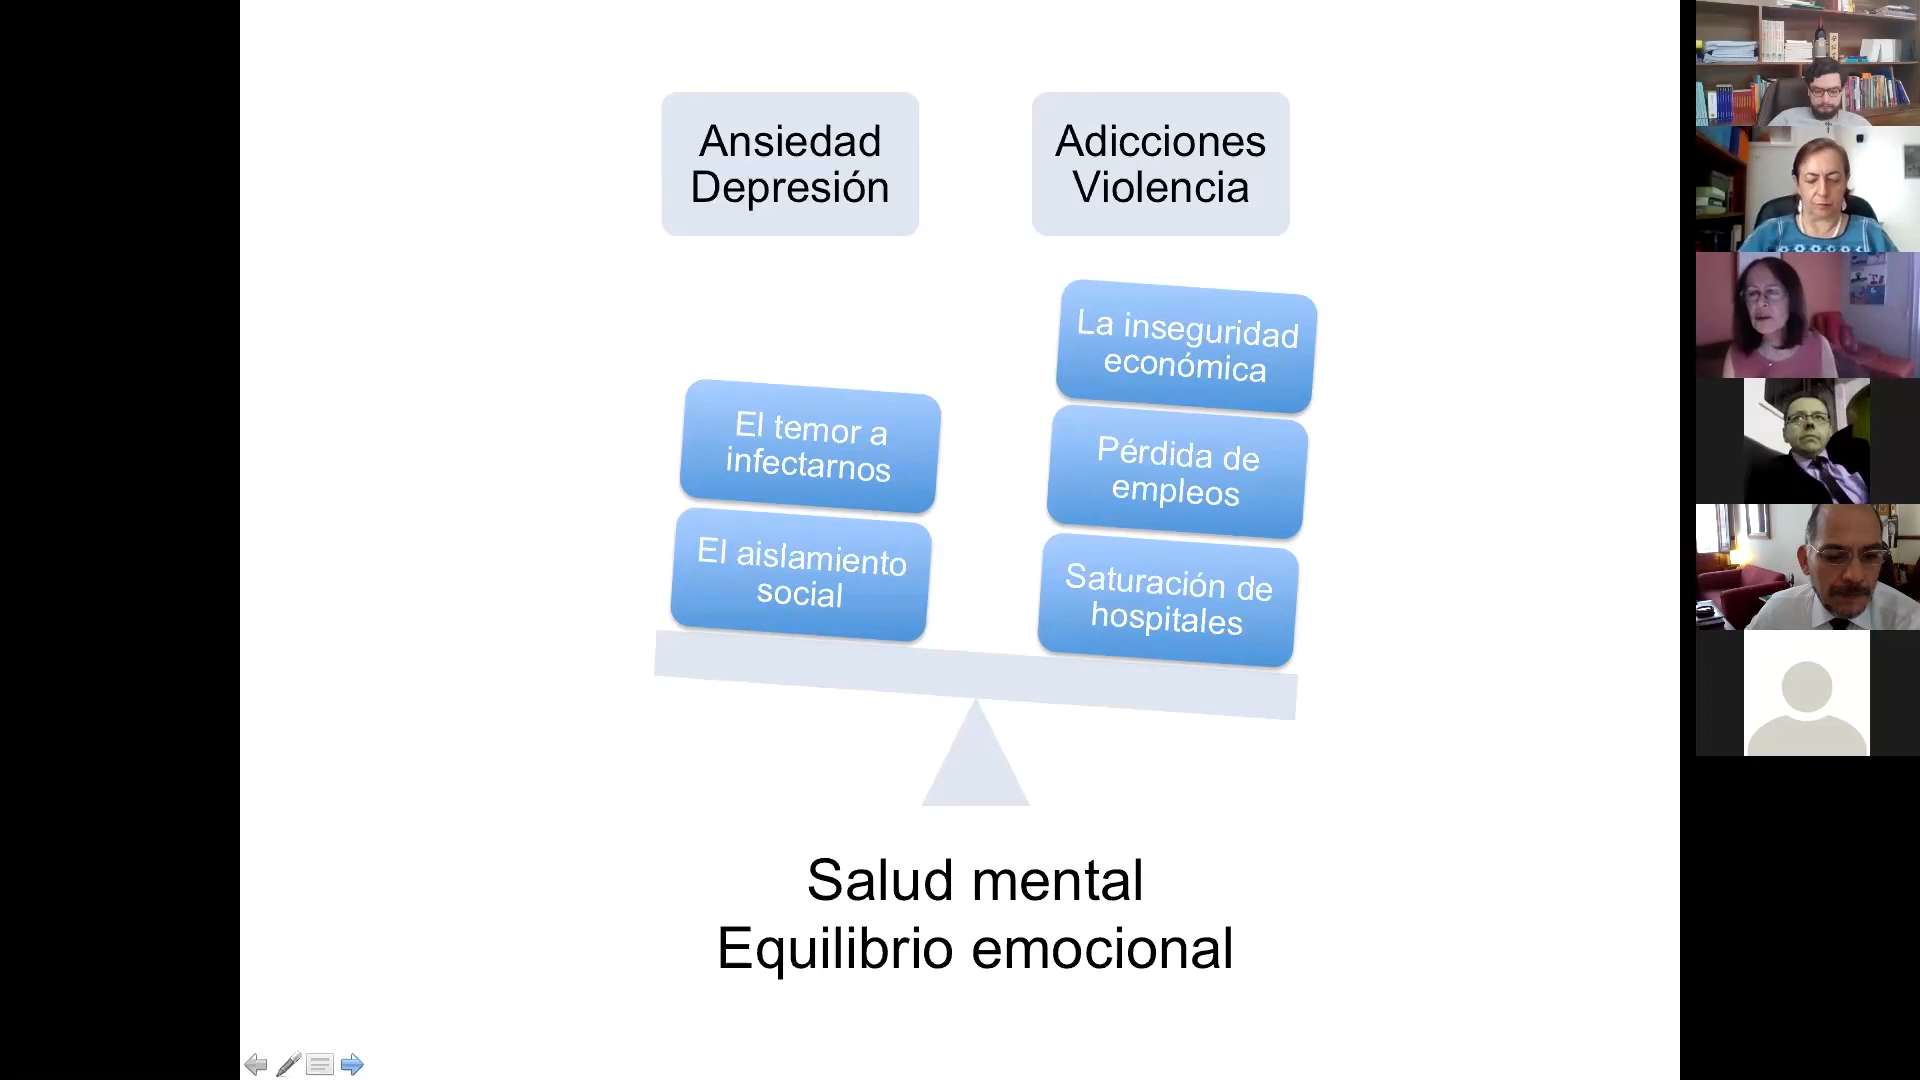 Ansiedad
Depresión
Adicciones
Violencia
El temor a
infectarnos
El aislamiento
social
La inseguridad
económica
Pérdida de
empleos
Saturación de
hospitales
Salud mental
Equilibrio emocional